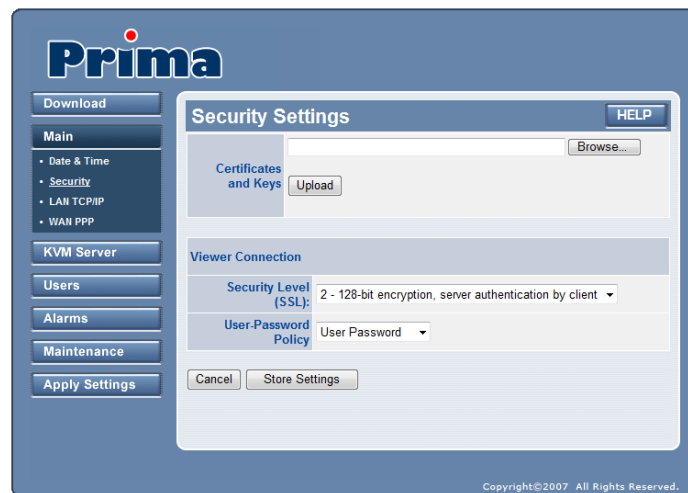 Prima
Download
Main
• Date & Time
• Security
• LAN TCP/IP
• WAN PPP
KVM Server
Users
Alarms
Maintenance
Apply Settings
Security Settings
HELP
Certificates
and Keys
Browse...
Upload
Viewer Connection
Security Level
(SSL):
2 - 128-bit encryption, server authentication by client
User-Password
Policy
User Password
Cancel
Store Settings
Copyright©2007 All Rights Reserved.